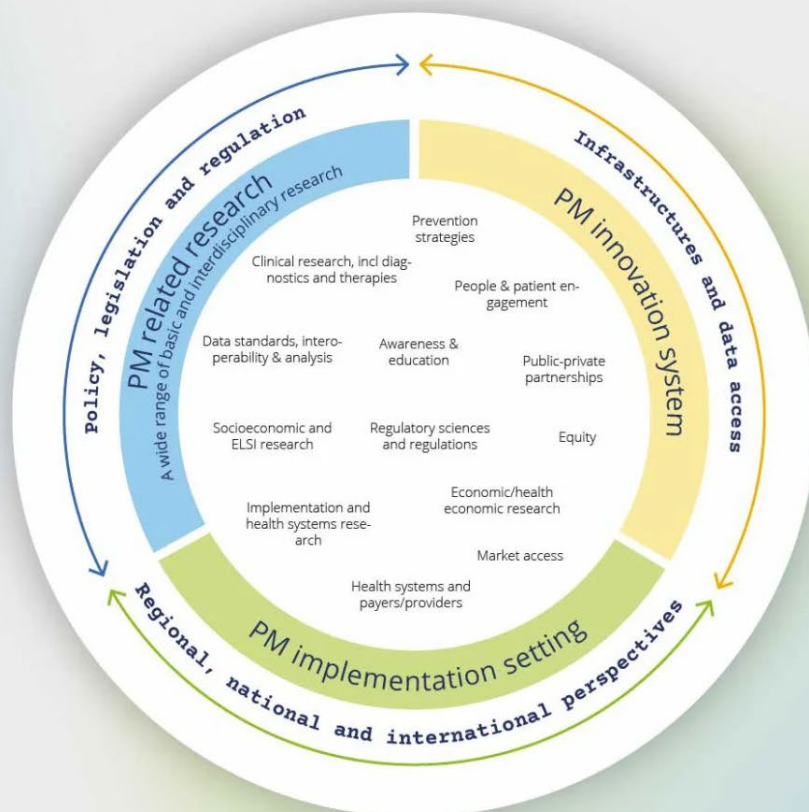 Policy, legislation and regulation
Infrastructures and data access
PM related research
A wide range of basic and interdisciplinary research
PM innovation system
Prevention
strategies
Clinical research, incl diag-
nostics and therapies
People & patient en-
gagement
Data standards, intero-
perability & analysis
Awareness &
education
Public-private
partnerships
Socioeconomic and
ELSI research
Regulatory sciences
and regulations
Equity
Implementation and
health systems rese-
arch
Economic/health
economic research
Market access
Health systems and
payers/providers
PM implementation setting
Regional, national and international perspectives